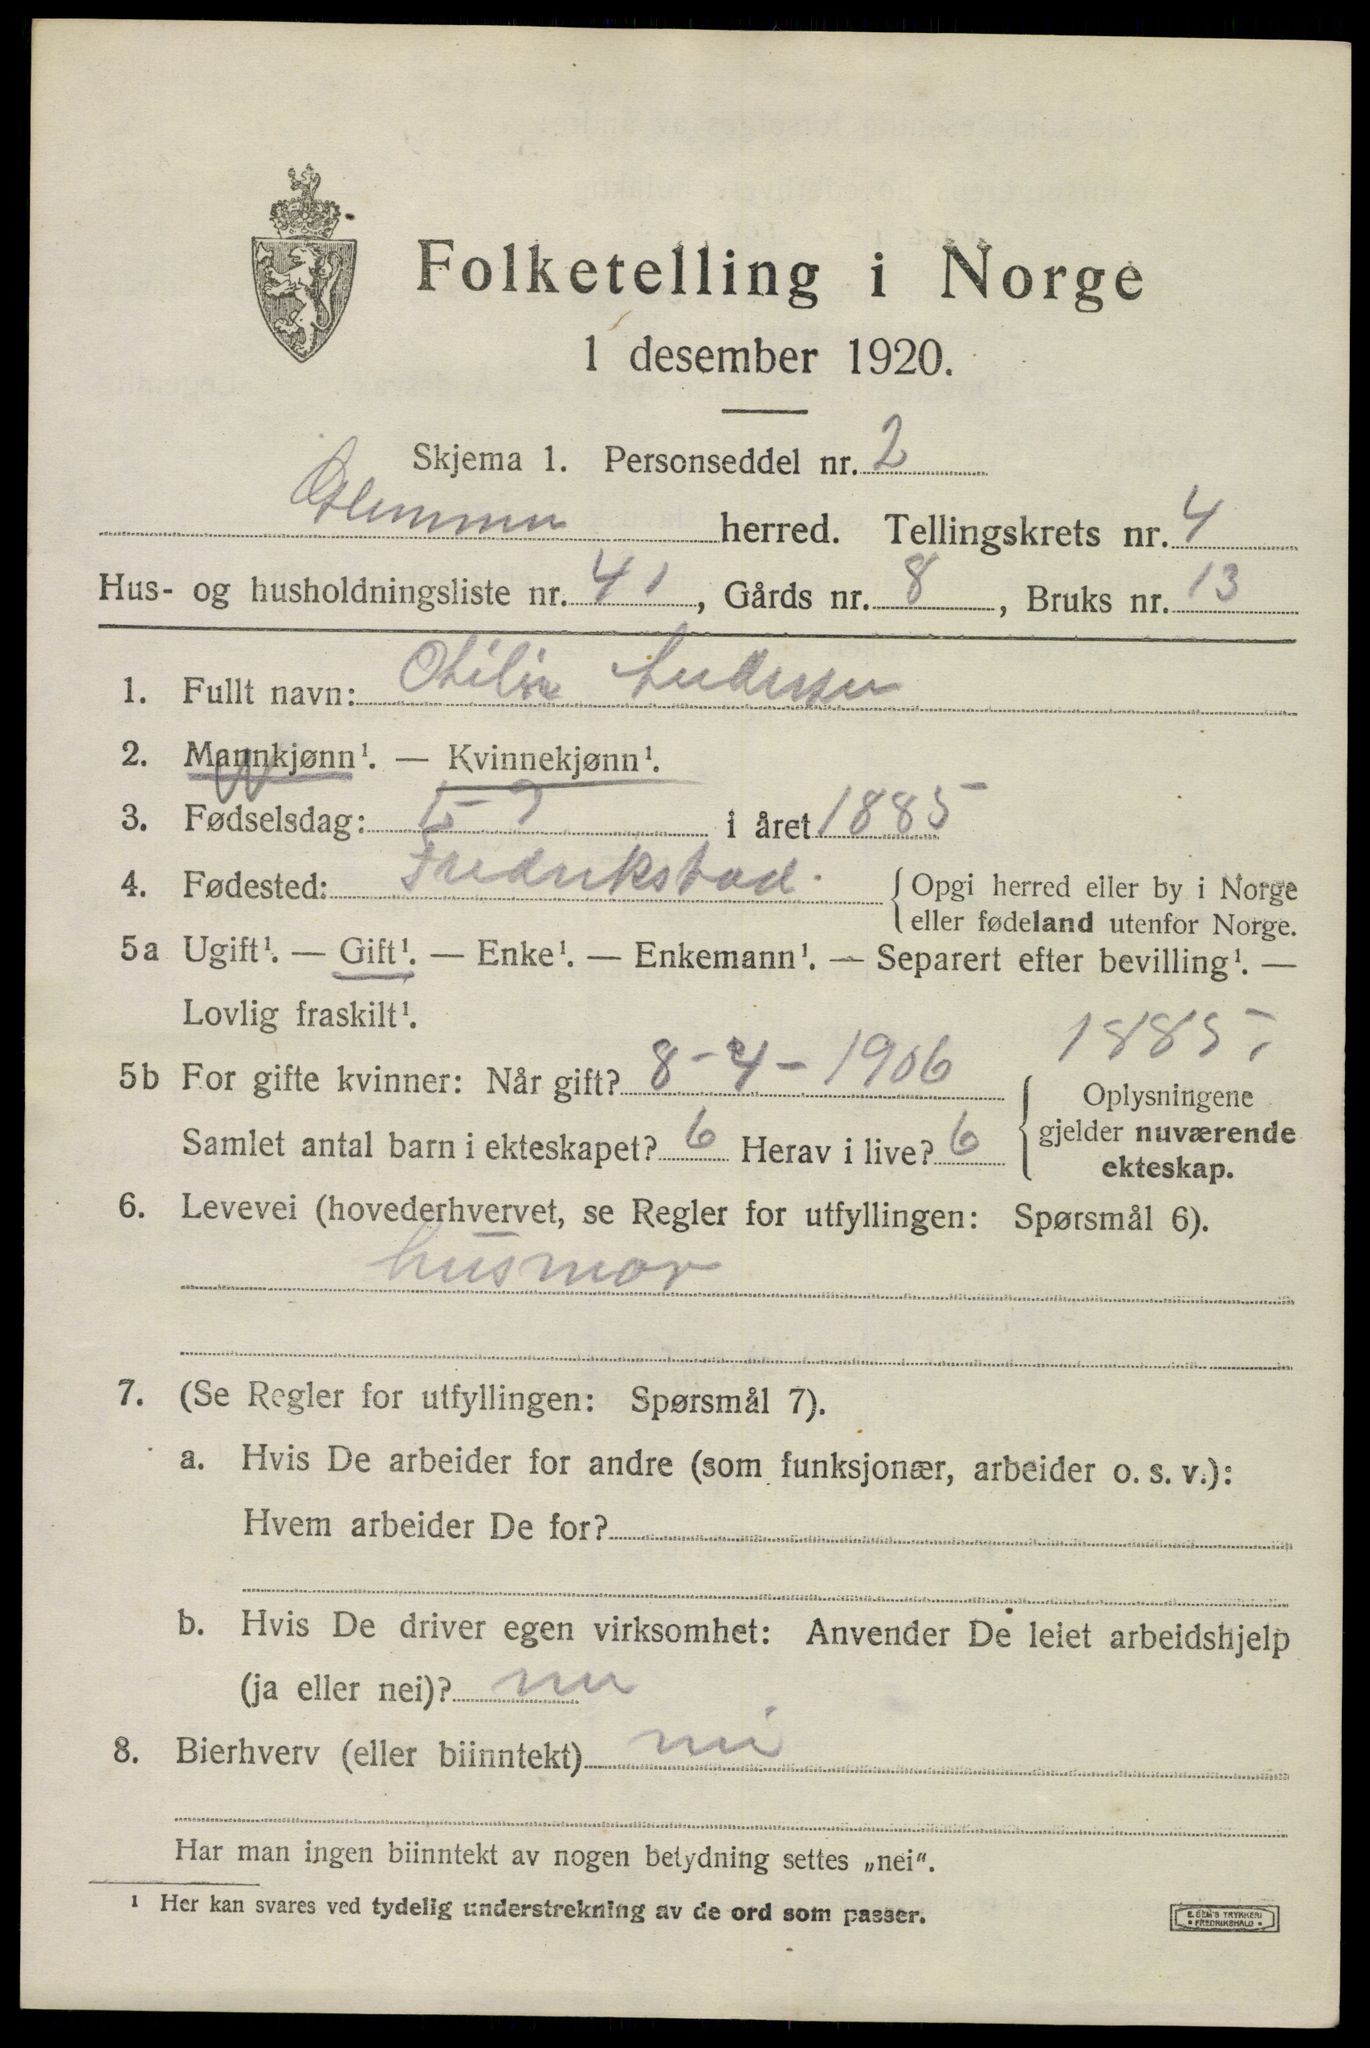 Folketelling i Norge
1 desember 1920.
Skjema 1. Personseddel nr. 2
Glemmen herred. Tellingskrets nr. 4
Hus- og husholdningsliste nr. 41, Gårds nr. 8, Bruks nr. 13
1. Fullt navn: Otilie Andersen
2. Mannkjønn¹. — Kvinnekjønn¹.
3. Fødselsdag: i året 1885
4. Fødested: Fredrikstad. { Opgi herred eller by i Norge
eller fødeland utenfor Norge.
5a Ugift¹. — Gift¹. — Enke¹. — Enkemann¹. — Separert efter bevilling¹. —
Lovlig fraskilt¹.
1885.
5b For gifte kvinner: Når gift? 8-4-1906
Samlet antal barn i ekteskapet? 6 Herav i live? 6
{ Oplysningene
gjelder nuværende
ekteskap.
6. Levevei (hovederhvervet, se Regler for utfyllingen: Spørsmål 6).
husmor
7. (Se Regler for utfyllingen: Spørsmål 7).
a. Hvis De arbeider for andre (som funksjonær, arbeider o. s. v.):
Hvem arbeider De for?
b. Hvis De driver egen virksomhet: Anvender De leiet arbeidshjelp
(ja eller nei)? nei
8. Bierhverv (eller biinntekt) nei
Har man ingen biinntekt av nogen betydning settes „nei“.
¹ Her kan svares ved tydelig understrekning av de ord som passer.
E. SEM'S TRYKKERI
• FREDRIKSHALD •